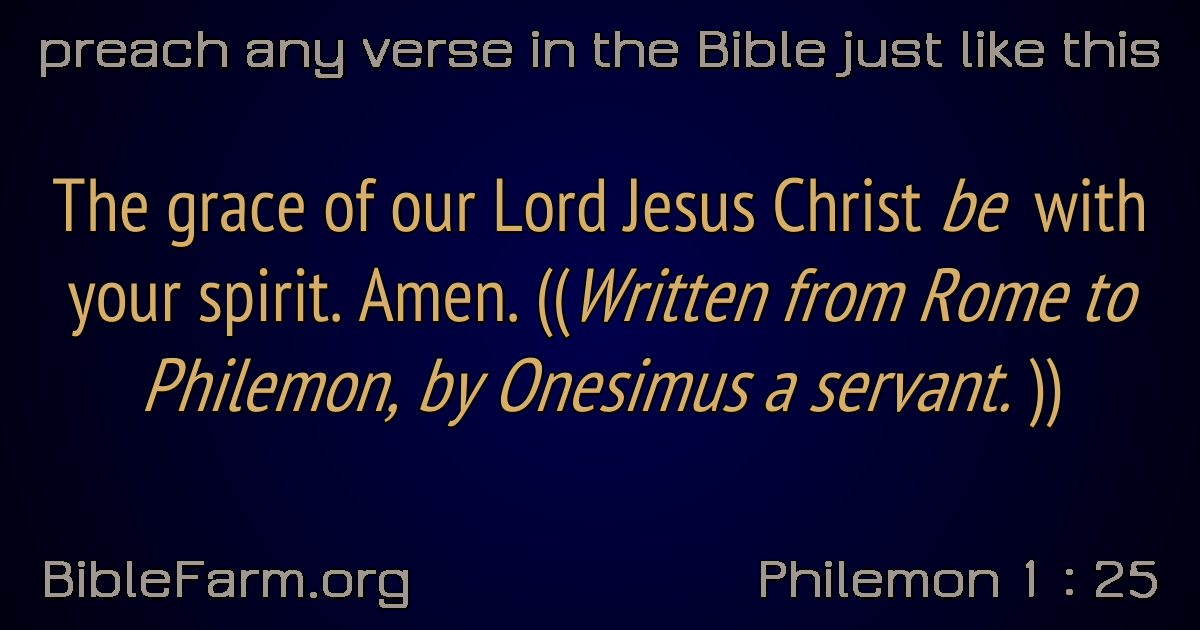 preach any verse in the Bible just like this
The grace of our Lord Jesus Christ be with
your spirit. Amen. ((Written from Rome to
Philemon, by Onesimus a servant. ))
BibleFarm.org
Philemon 1 : 25